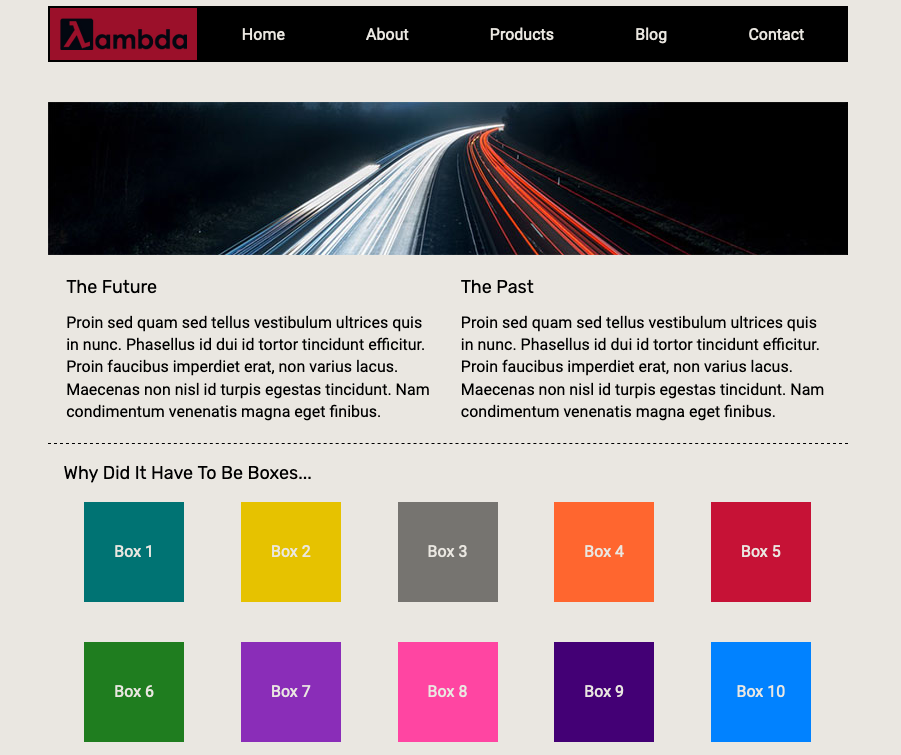 λambda
Home About Products Blog Contact
The Future
Proin sed quam sed tellus vestibulum ultrices quis
in nunc. Phasellus id dui id tortor tincidunt efficitur.
Proin faucibus imperdiet erat, non varius lacus.
Maecenas non nisl id turpis egestas tincidunt. Nam
condimentum venenatis magna eget finibus.
The Past
Proin sed quam sed tellus vestibulum ultrices quis
in nunc. Phasellus id dui id tortor tincidunt efficitur.
Proin faucibus imperdiet erat, non varius lacus.
Maecenas non nisl id turpis egestas tincidunt. Nam
condimentum venenatis magna eget finibus.
Why Did It Have To Be Boxes...
Box 1 Box 2 Box 3 Box 4 Box 5
Box 6 Box 7 Box 8 Box 9 Box 10